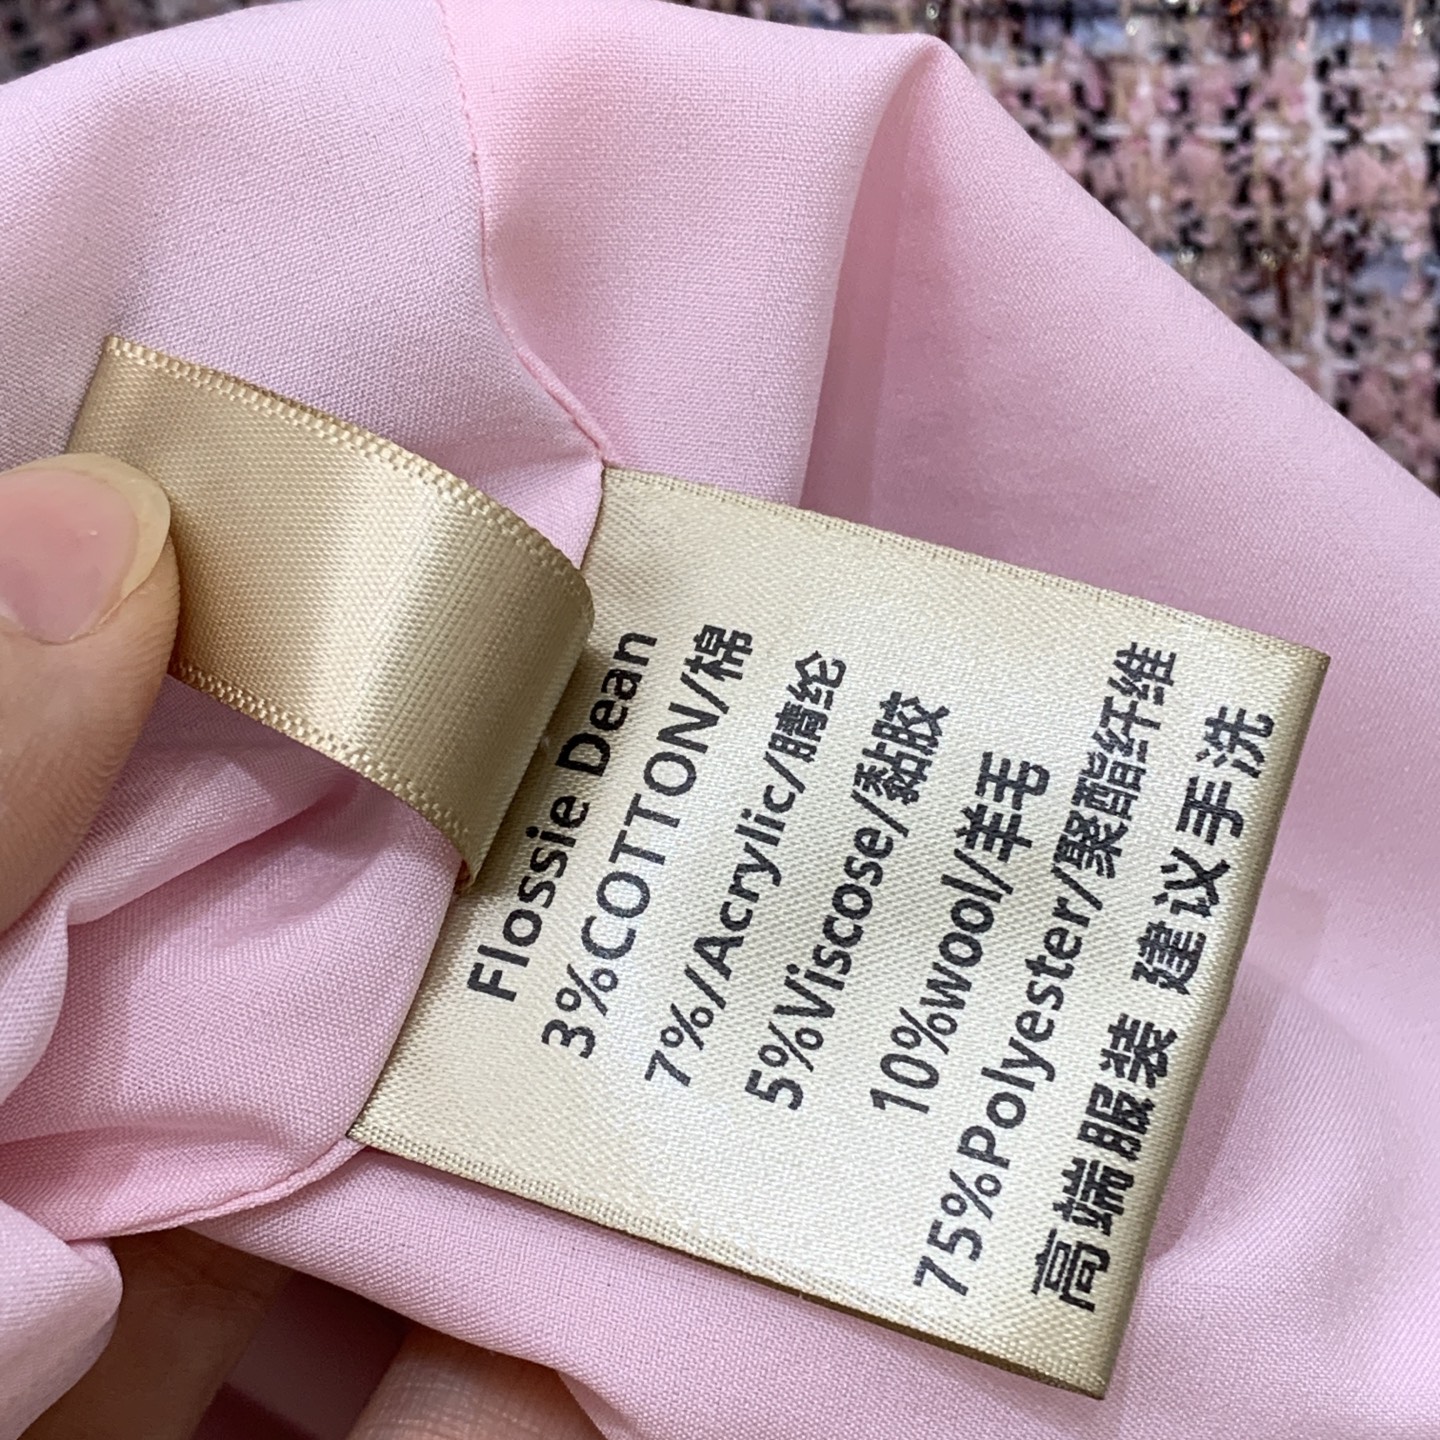 Flossie Dean
3%COTTON/棉
7%/Acrylic/腈纶
5%Viscose/黏胶
10%wool/羊毛
75%Polyester/聚酯纤维
高端服装 建议手洗